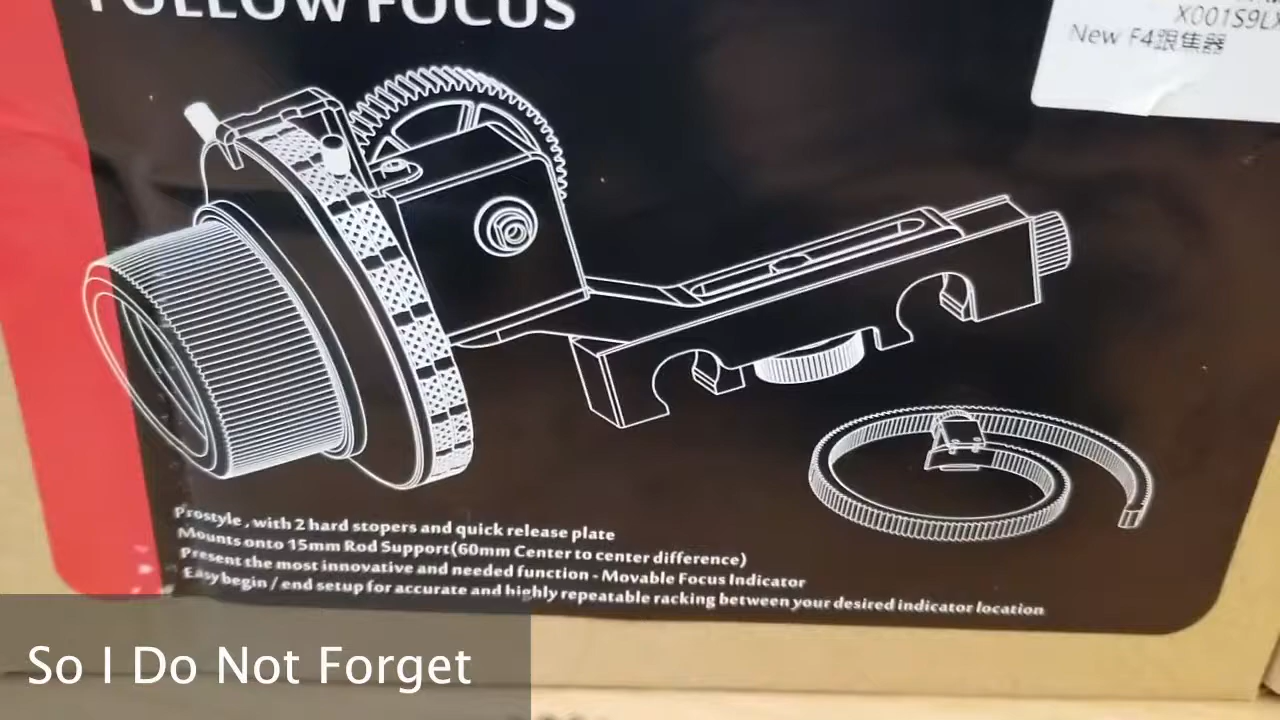 FOLLOW FOCUS
X001S9LX
New F4跟焦器
Prostyle , with 2 hard stopers and quick release plate
Mounts onto 15mm Rod Support(60mm Center to center difference)
Present the most innovative and needed function - Movable Focus Indicator
Easy begin / end setup for accurate and highly repeatable racking between your desired indicator location
So I Do Not Forget